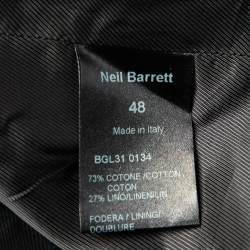 Neil Barrett
48
Made in Italy
BGL31 0134
73% COTONE/COTTON/
COTON
27% LINO/LINEN/LIN
FODERA / LINING/
DOUBLURE